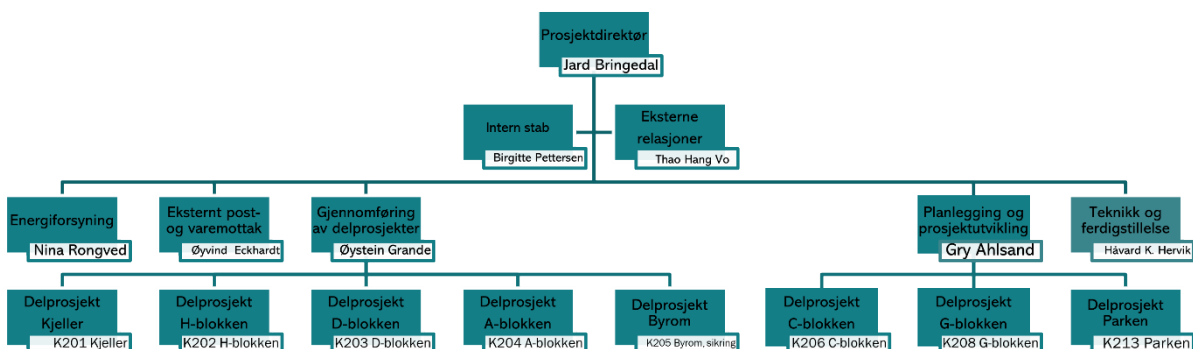 Prosjektdirektør
Jard Bringedal
Intern stab
Birgitte Pettersen
Eksterne
relasjoner
Thao Hang Vo
Energiforsyning
Nina Rongved
Eksternt post-
og varemottak
Øyvind Eckhardt
Gjennomføring
av delprosjekter
Øystein Grande
Planlegging og
prosjektutvikling
Gry Ahlsand
Teknikk og
ferdigstillelse
Håvard K. Hervik
Delprosjekt
Kjeller
K201 Kjeller
Delprosjekt
H-blokken
K202 H-blokken
Delprosjekt
D-blokken
K203 D-blokken
Delprosjekt
A-blokken
K204 A-blokken
Delprosjekt
Byrom
K205 Byrom, sikring
Delprosjekt
C-blokken
K206 C-blokken
Delprosjekt
G-blokken
K208 G-blokken
Delprosjekt
Parken
K213 Parken